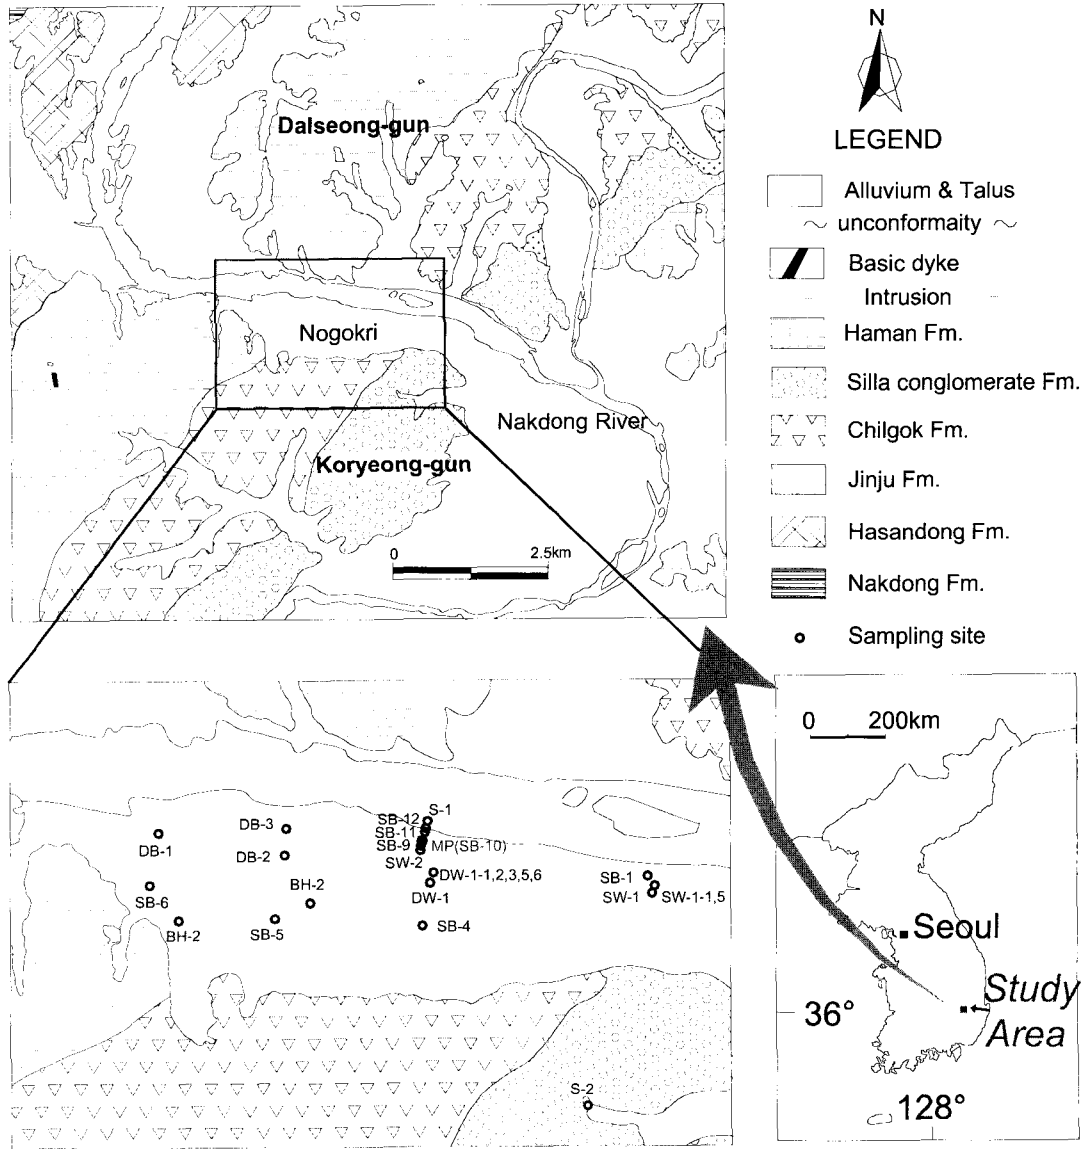 Dalseong-gun
Nogokri
Nakdong River
Koryeong-gun
0 2.5km
N
LEGEND
Alluvium & Talus
~ unconformaity ~
Basic dyke
Intrusion
Haman Fm.
Silla conglomerate Fm.
Chilgok Fm.
Jinju Fm.
Hasandong Fm.
Nakdong Fm.
Sampling site
S-1
SB-12
DB-3
SB-11
DB-1
SB-9 MP(SB-10)
DB-2
SW-2
DW-1-1,2,3,5,6
SB-1
BH-2
DW-1
SB-6
SW-1 SW-1-1,5
BH-2
SB-5
SB-4
S-2
0 200km
Seoul
Study
Area
36°
128°